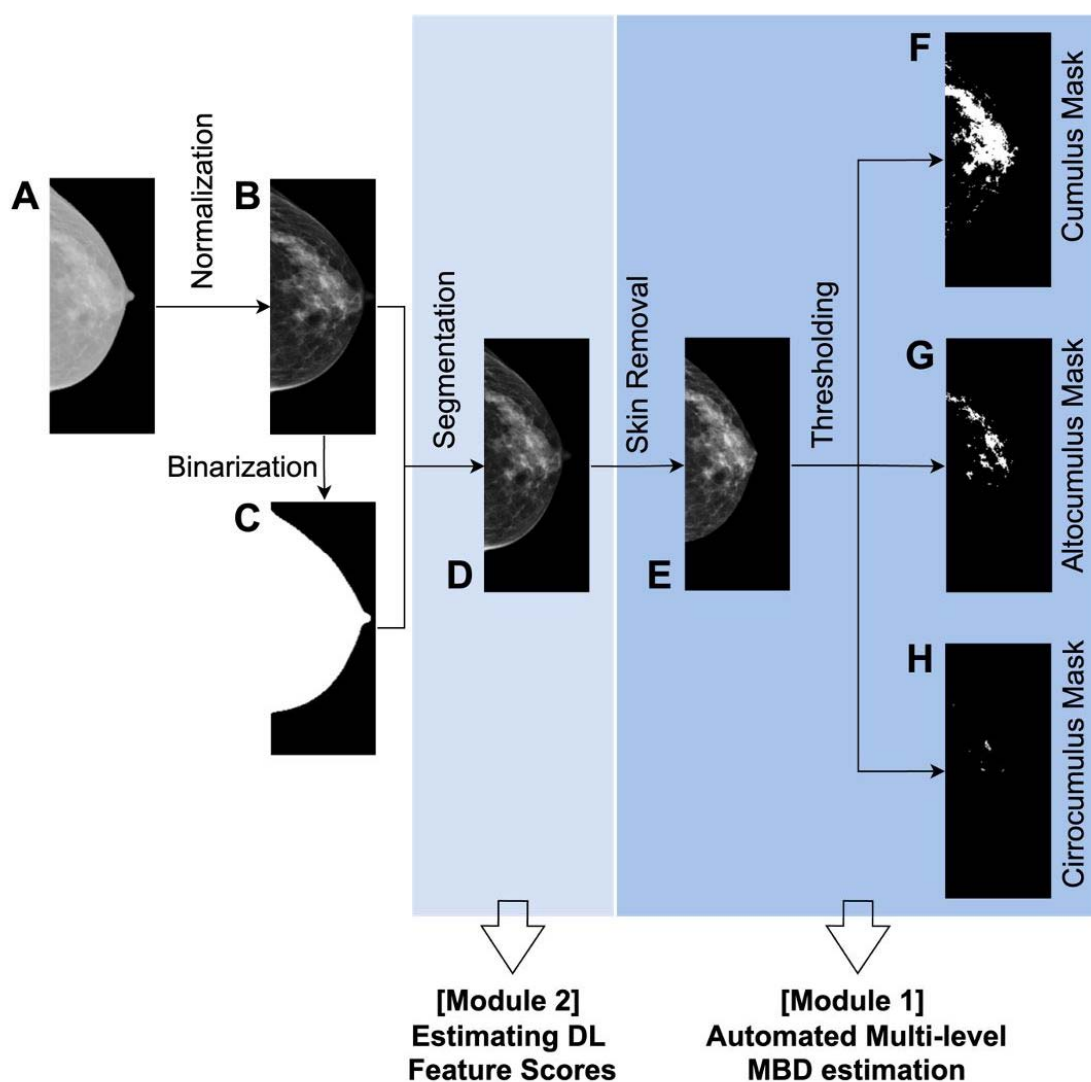 A
Normalization
B
Binarization
C
Segmentation
D
Skin Removal
E
Thresholding
F
Cumulus Mask
G
Altocumulus Mask
H
Cirrocumulus Mask
[Module 2]
Estimating DL
Feature Scores
[Module 1]
Automated Multi-level
MBD estimation